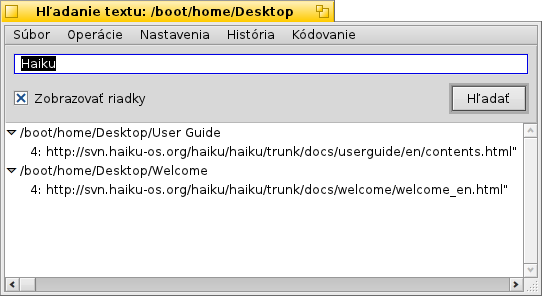 Hľadanie textu: /boot/home/Desktop
Súbor Operácie Nastavenia História Kódovanie
Haiku
Zobrazovať riadky
Hľadať
/boot/home/Desktop/User Guide
4: http://svn.haiku-os.org/haiku/haiku/trunk/docs/userguide/en/contents.html"
/boot/home/Desktop/Welcome
4: http://svn.haiku-os.org/haiku/haiku/trunk/docs/welcome/welcome_en.html"